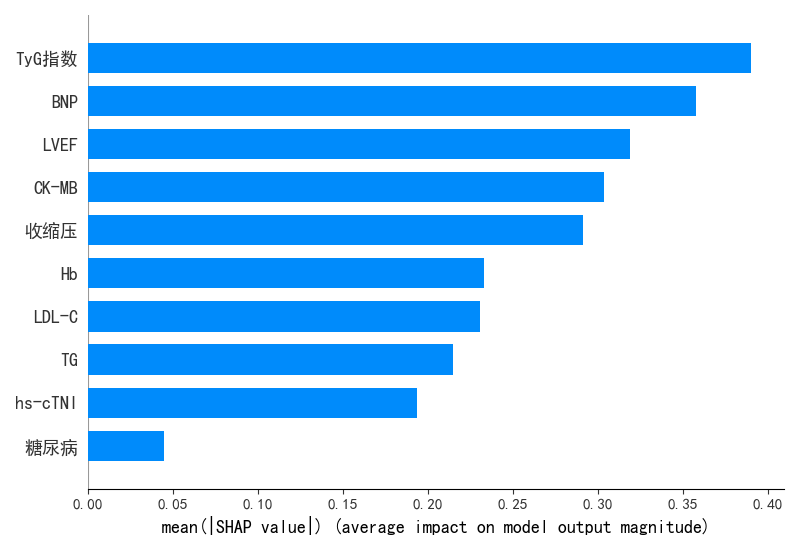 TyG指数
BNP
LVEF
CK-MB
收缩压
Hb
LDL-C
TG
hs-cTNI
糖尿病
0.00 0.05 0.10 0.15 0.20 0.25 0.30 0.35 0.40
mean(|SHAP value|) (average impact on model output magnitude)